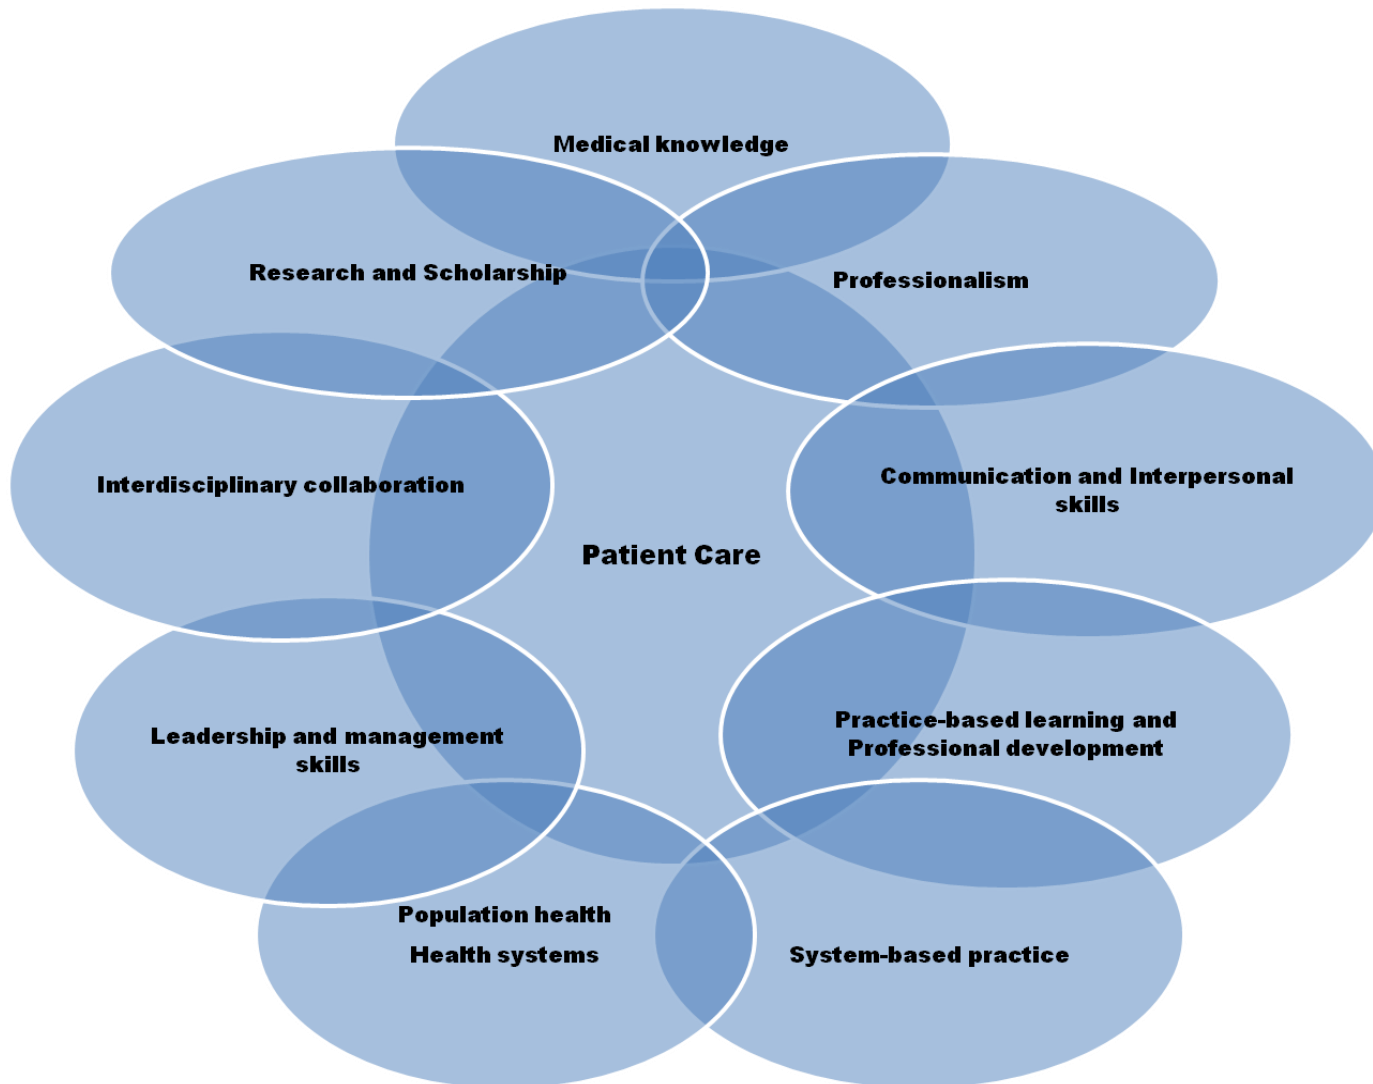 Medical knowledge
Research and Scholarship
Professionalism
Interdisciplinary collaboration
Communication and Interpersonal
skills
Patient Care
Leadership and management
skills
Practice-based learning and
Professional development
Population health
Health systems
System-based practice